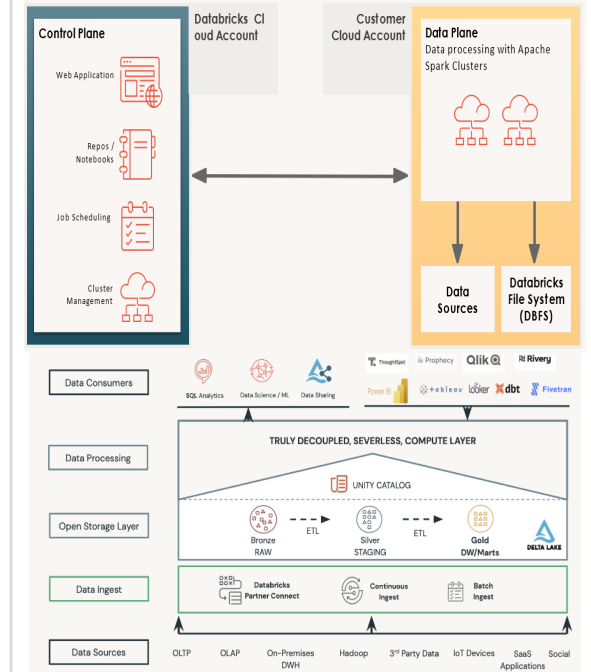 Control Plane
Web Application
Repos /
Notebooks
Job Scheduling
Cluster
Management
Databricks Cl
oud Account
Customer
Cloud Account
Data Plane
Data processing with Apache
Spark Clusters
Data
Sources
Databricks
File System
(DBFS)
Data Consumers
SQL Analytics
Data Science / ML
Data Sharing
ThoughtSpot
Prophecy
Qlik
Rivery
Power BI
+ a b l e a u
looker
dbt
Fivetran
Data Processing
TRULY DECOUPLED, SEVERLESS, COMPUTE LAYER
UNITY CATALOG
Open Storage Layer
Bronze
RAW
ETL
Silver
STAGING
ETL
Gold
DW/Marts
DELTA LAKE
Data Ingest
Databricks
Partner Connect
Continuous
Ingest
Batch
Ingest
Data Sources
OLTP
OLAP
On-Premises
DWH
Hadoop
3rd Party Data
IoT Devices
SaaS
Applications
Social